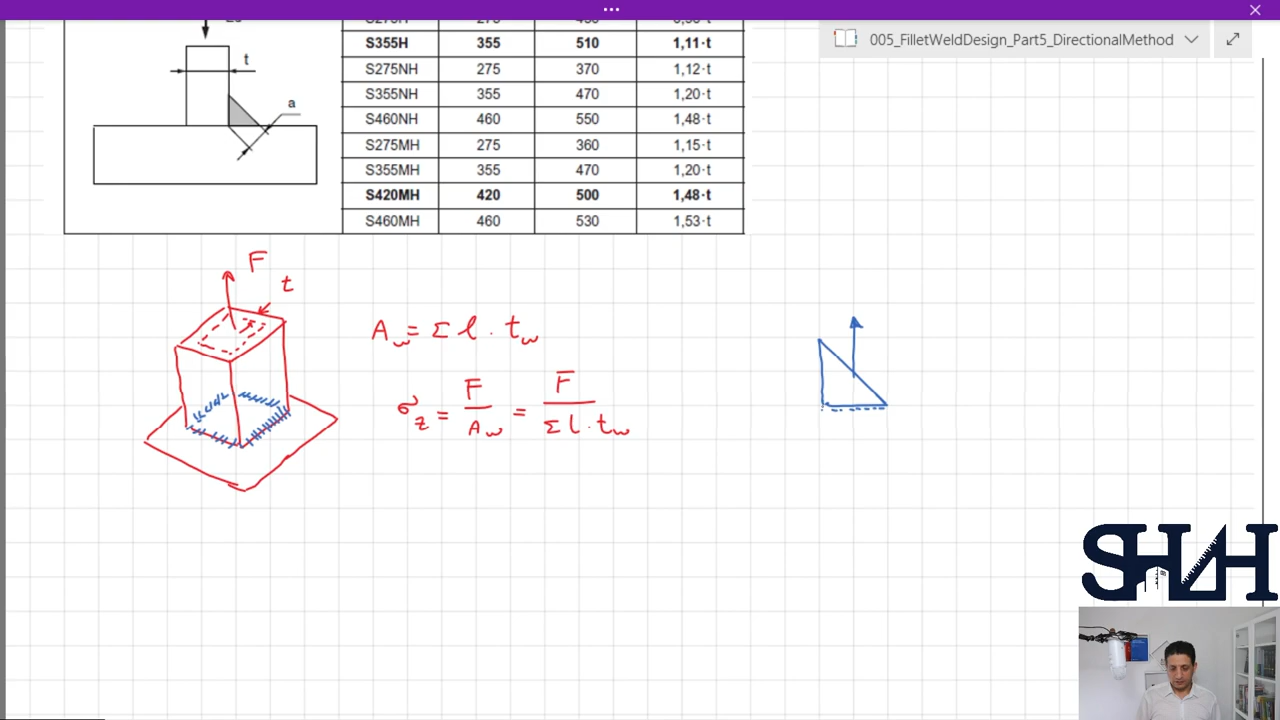 005_FilletWeldDesign_Part5_DirectionalMethod
S355H 355 510 1,11·t
S275NH 275 370 1,12·t
S355NH 355 470 1,20·t
S460NH 460 550 1,48·t
S275MH 275 360 1,15·t
S355MH 355 470 1,20·t
S420MH 420 500 1,48·t
S460MH 460 530 1,53·t
t
a
F
t
A_w = Σ l · t_w
σ_z = F / A_w = F / Σ l · t_w
SHLH